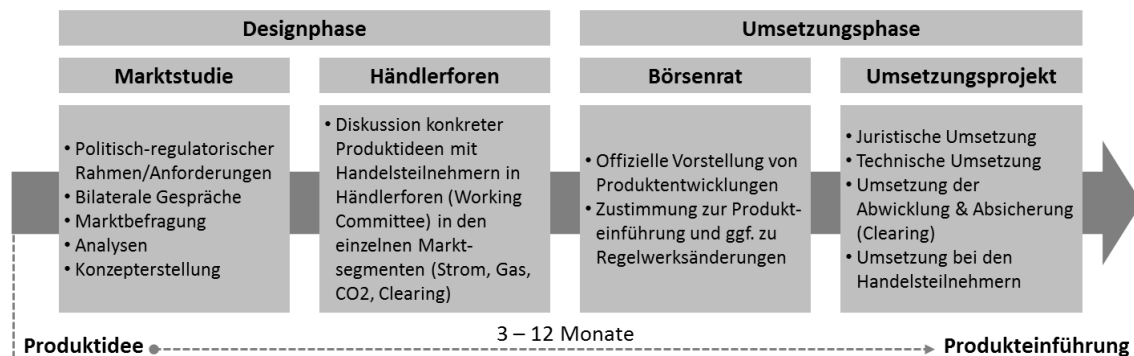 Designphase
Umsetzungsphase
Marktstudie
Händlerforen
Börsenrat
Umsetzungsprojekt
• Politisch-regulatorischer
Rahmen/Anforderungen
• Bilaterale Gespräche
• Marktbefragung
• Analysen
• Konzepterstellung
• Diskussion konkreter
Produktideen mit
Handelsteilnehmern in
Händlerforen (Working
Committee) in den
einzelnen Markt-
segmenten (Strom, Gas,
CO2, Clearing)
• Offizielle Vorstellung von
Produktentwicklungen
• Zustimmung zur Produkt-
einführung und ggf. zu
Regelwerksänderungen
• Juristische Umsetzung
• Technische Umsetzung
• Umsetzung der
Abwicklung & Absicherung
(Clearing)
• Umsetzung bei den
Handelsteilnehmern
3 – 12 Monate
Produktidee
Produkteinführung